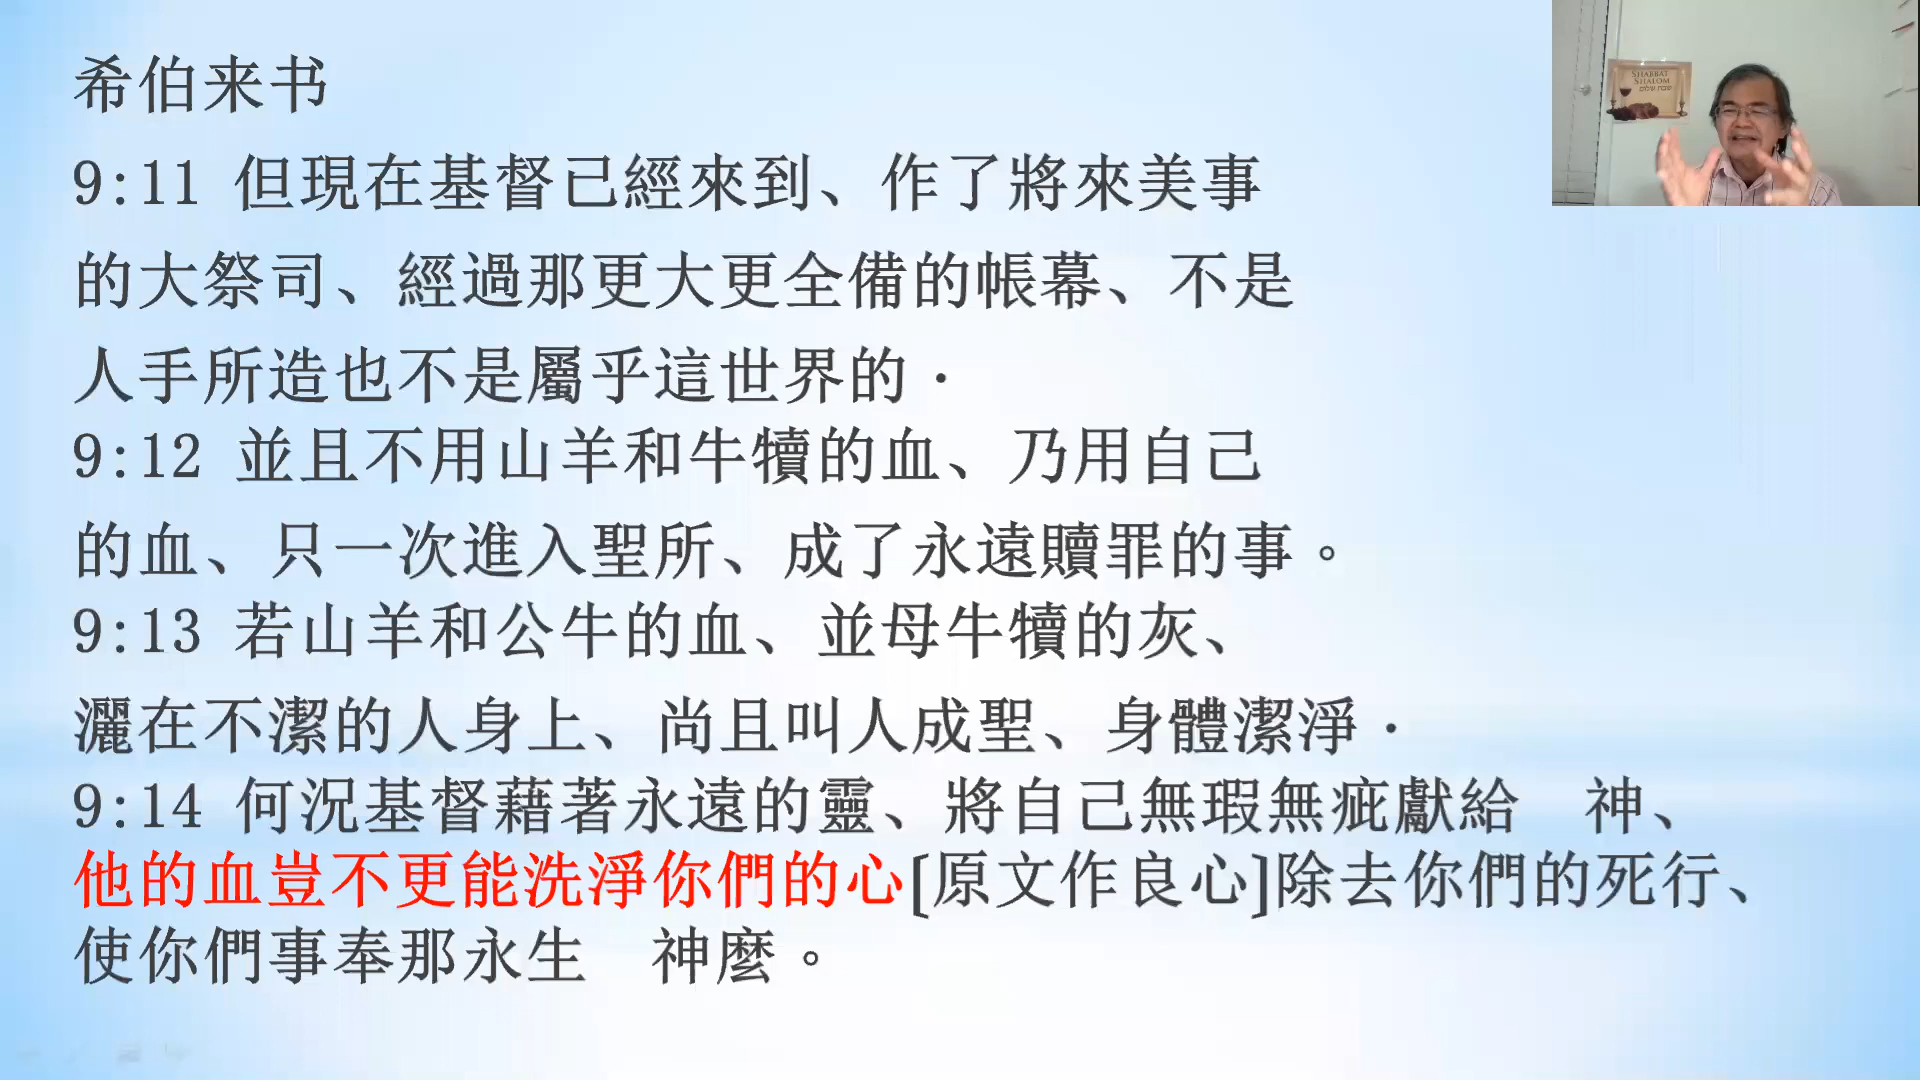 希伯来书
9:11 但現在基督已經來到、作了將來美事
的大祭司、經過那更大更全備的帳幕、不是
人手所造也不是屬乎這世界的．
9:12 並且不用山羊和牛犢的血、乃用自己
的血、只一次進入聖所、成了永遠贖罪的事。
9:13 若山羊和公牛的血、並母牛犢的灰、
灑在不潔的人身上、尚且叫人成聖、身體潔淨．
9:14 何況基督藉著永遠的靈、將自己無瑕無疵獻給　神、
他的血豈不更能洗淨你們的心[原文作良心]除去你們的死行、
使你們事奉那永生　神麼。
SHABBAT
SHALOM
שבת שלום